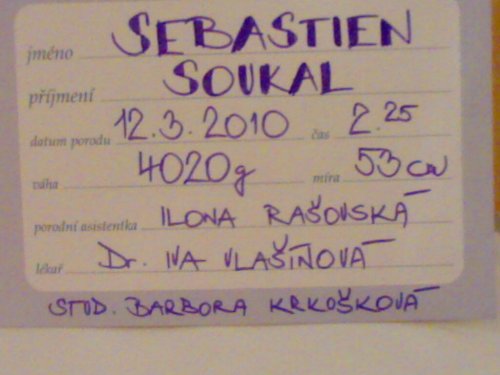 jméno SEBASTIEN
příjmení SOUKAL
datum porodu 12.3.2010 čas 2.25
váha 4020g míra 53 cm
porodní asistentka ILONA RAŠOVSKÁ
lékař Dr. IVA VLAŠÍŇOVÁ
STUD. BARBORA KRKOŠKOVÁ